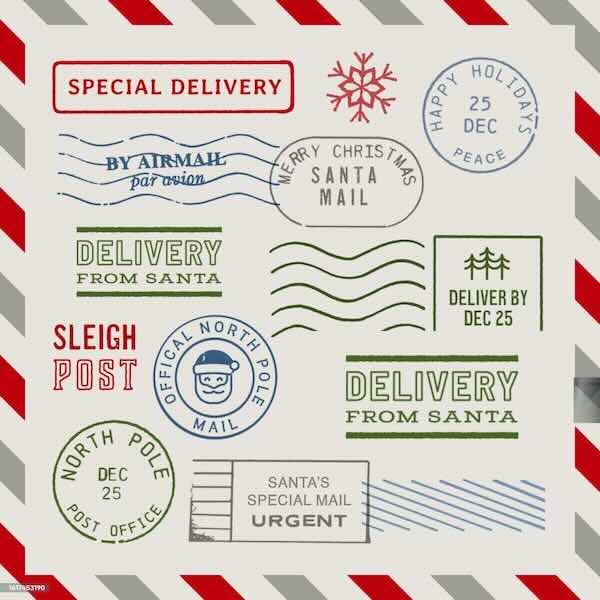 SPECIAL DELIVERY
HAPPY HOLIDAYS
25
DEC
PEACE
BY AIRMAIL
par avion
MERRY CHRISTMAS
SANTA
MAIL
DELIVERY
FROM SANTA
DELIVER BY
DEC 25
SLEIGH
POST
OFFICAL NORTH POLE
MAIL
DELIVERY
FROM SANTA
NORTH POLE
DEC
25
POST OFFICE
SANTA'S
SPECIAL MAIL
URGENT
1617453190